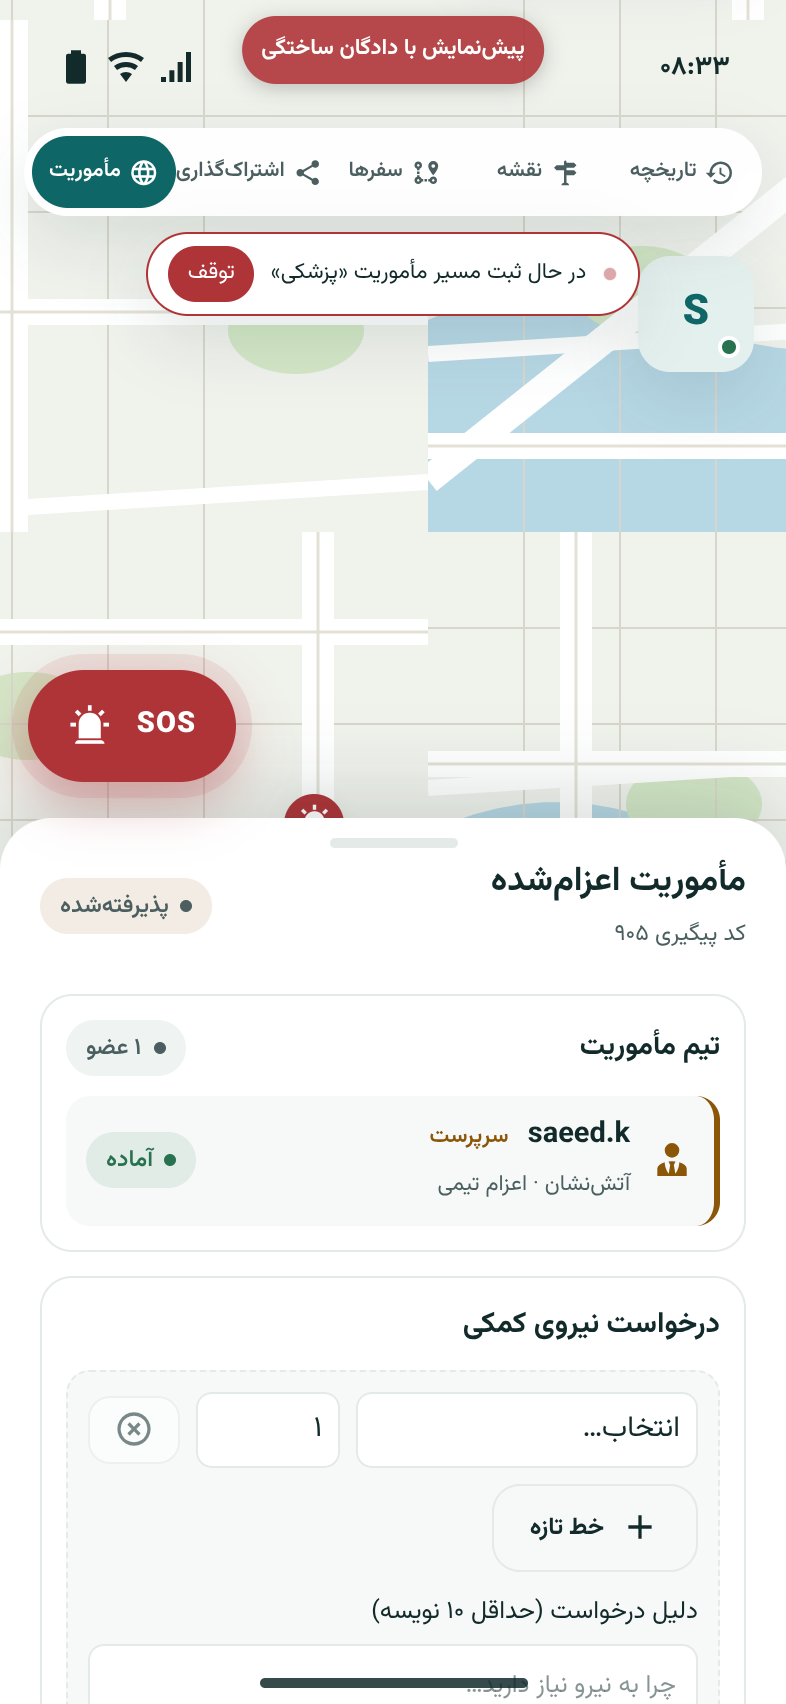 پیش‌نمایش با دادگان ساختگی
۰۸:۳۳
تاریخچه
نقشه
سفرها
اشتراک‌گذاری
مأموریت
در حال ثبت مسیر مأموریت «پزشکی»
توقف
S
SOS
مأموریت اعزام‌شده
پذیرفته‌شده
کد پیگیری ۹۰۵
تیم مأموریت
۱ عضو
saeed.k سرپرست
آتش‌نشان · اعزام تیمی
آماده
درخواست نیروی کمکی
انتخاب...
۱
خط تازه
دلیل درخواست (حداقل ۱۰ نویسه)
چرا به نیرو نیاز دارید...